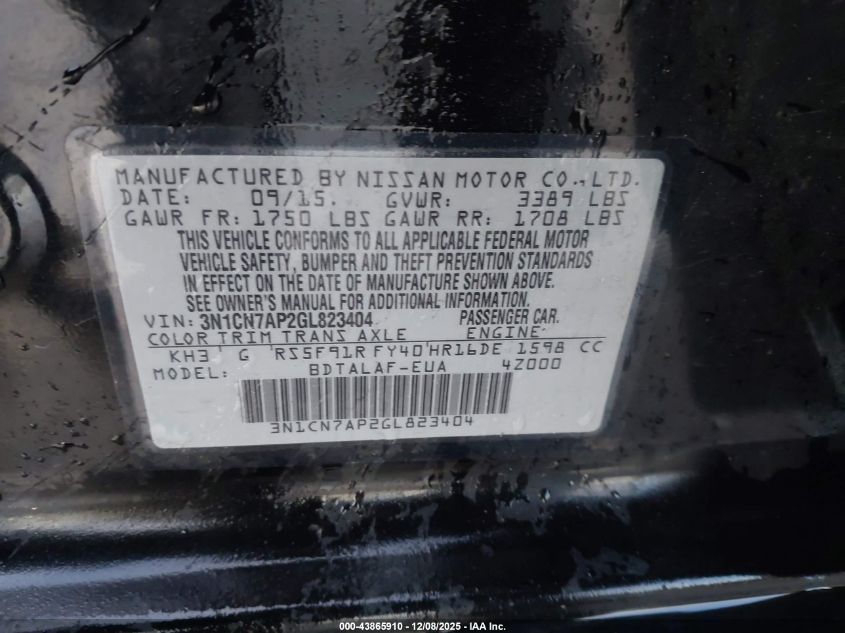 MANUFACTURED BY NISSAN MOTOR CO., LTD.
DATE: 09/15. GVWR: 3389 LBS
GAWR FR: 1750 LBS GAWR RR: 1708 LBS
THIS VEHICLE CONFORMS TO ALL APPLICABLE FEDERAL MOTOR
VEHICLE SAFETY, BUMPER AND THEFT PREVENTION STANDARDS
IN EFFECT ON THE DATE OF MANUFACTURE SHOWN ABOVE.
SEE OWNER'S MANUAL FOR ADDITIONAL INFORMATION.
VIN: 3N1CN7AP2GL823404 PASSENGER CAR.
COLOR TRIM TRANS AXLE ENGINE:
KH3 G RS5F91R FY40 HR16DE 1598 CC
MODEL: BDTALAF-EUA 4Z000
3N1CN7AP2GL823404
000-43865910 - 12/08/2025 - IAA Inc.